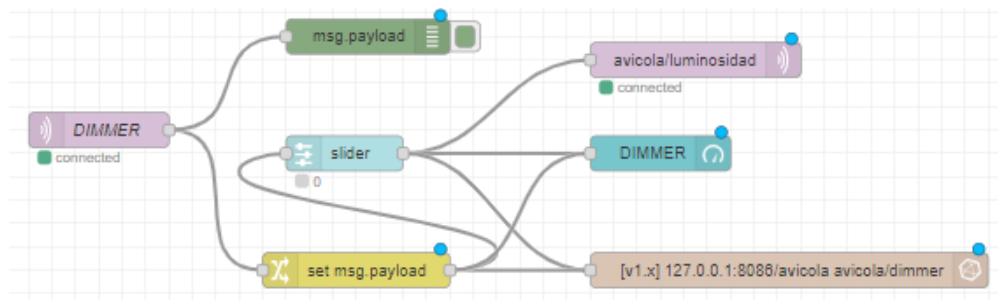 msg.payload
avicola/luminosidad
connected
DIMMER
connected
slider
DIMMER
0
set msg.payload
[v1.x] 127.0.0.1:8086/avicola avicola/dimmer